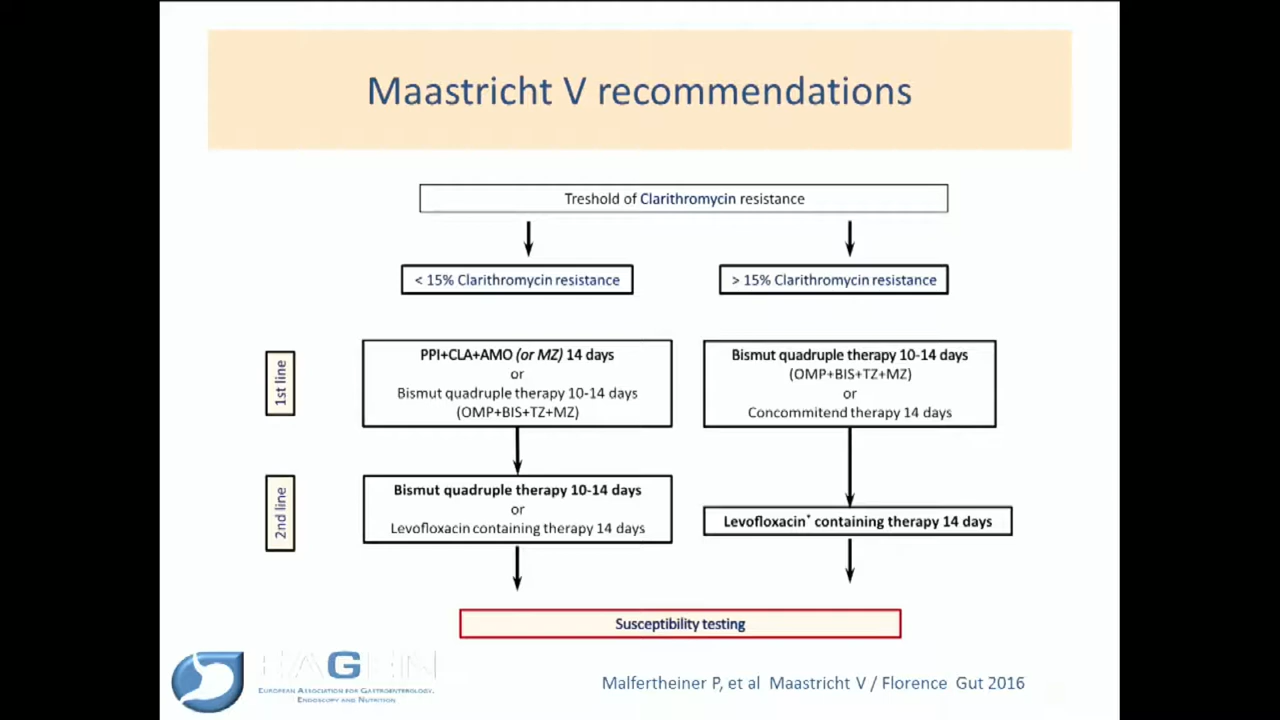 Maastricht V recommendations
Treshold of Clarithromycin resistance
< 15% Clarithromycin resistance
> 15% Clarithromycin resistance
1st line
PPI+CLA+AMO (or MZ) 14 days
or
Bismut quadruple therapy 10-14 days
(OMP+BIS+TZ+MZ)
Bismut quadruple therapy 10-14 days
(OMP+BIS+TZ+MZ)
or
Concommitend therapy 14 days
2nd line
Bismut quadruple therapy 10-14 days
or
Levofloxacin containing therapy 14 days
Levofloxacin* containing therapy 14 days
Susceptibility testing
EAGEN
European Association for Gastroenterology,
Endoscopy and Nutrition
Malfertheiner P, et al Maastricht V / Florence Gut 2016